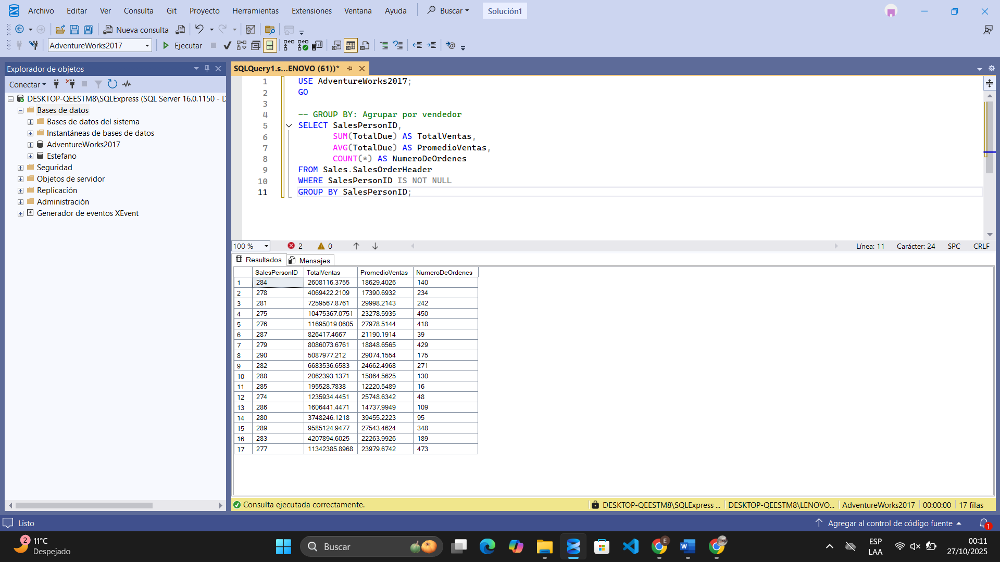 Archivo Editar Ver Consulta Git Proyecto Herramientas Extensiones Ventana Ayuda Buscar Solución1
Nueva consulta
AdventureWorks2017 Ejecutar
Explorador de objetos
Conectar
DESKTOP-QEESTM8\SQLExpress (SQL Server 16.0.1150 - D
Bases de datos
Bases de datos del sistema
Instantáneas de bases de datos
AdventureWorks2017
Estefano
Seguridad
Objetos de servidor
Replicación
Administración
Generador de eventos XEvent
SQLQuery1.s...ENOVO (61))*
1 USE AdventureWorks2017;
2 GO
3
4 -- GROUP BY: Agrupar por vendedor
5 SELECT SalesPersonID,
6 SUM(TotalDue) AS TotalVentas,
7 AVG(TotalDue) AS PromedioVentas,
8 COUNT(*) AS NumeroDeOrdenes
9 FROM Sales.SalesOrderHeader
10 WHERE SalesPersonID IS NOT NULL
11 GROUP BY SalesPersonID;
100 % 2 0 Línea: 11 Carácter: 24 SPC CRLF
Resultados Mensajes
SalesPersonID TotalVentas PromedioVentas NumeroDeOrdenes
1 284 2608116.3755 18629.4026 140
2 278 4069422.2109 17390.6932 234
3 281 7259567.8761 29998.2143 242
4 275 10475367.0751 23278.5935 450
5 276 11695019.0605 27978.5144 418
6 287 826417.4667 21190.1914 39
7 279 8086073.6761 18848.6565 429
8 290 5087977.212 29074.1554 175
9 282 6683536.6583 24662.4968 271
10 288 2062393.1371 15864.5625 130
11 285 195528.7838 12220.5489 16
12 274 1235934.4451 25748.6342 48
13 286 1606441.4471 14737.9949 109
14 280 3748246.1218 39455.2223 95
15 289 9585124.9477 27543.4624 348
16 283 4207894.6025 22263.9926 189
17 277 11342385.8968 23979.6742 473
Consulta ejecutada correctamente. DESKTOP-QEESTM8\SQLExpress ... DESKTOP-QEESTM8\LENOVO... AdventureWorks2017 00:00:00 17 filas
Listo Agregar al control de código fuente 1
2 11°C
Despejado
Buscar
E
ESP
LAA
00:11
27/10/2025